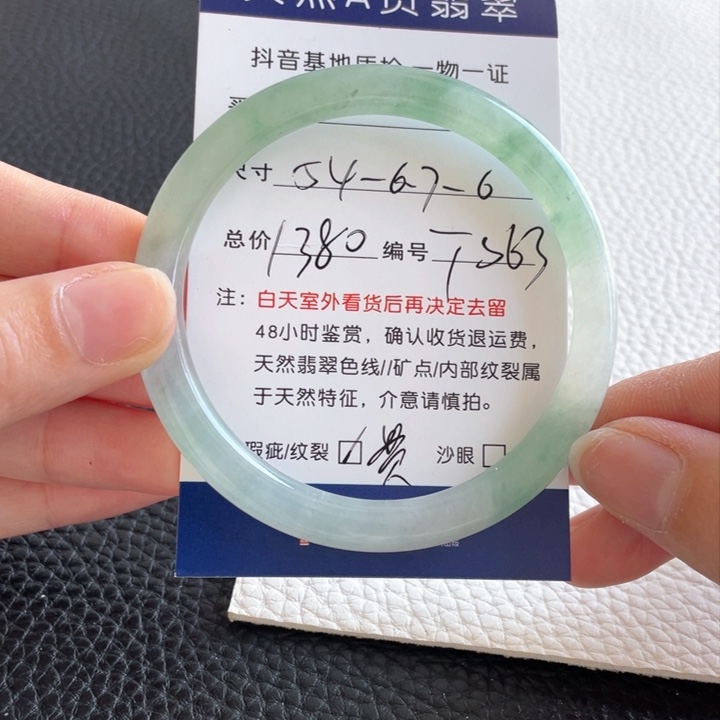 天然A货翡翠
抖音基地质检 一物一证
尺寸 54-67-6
总价 1380 编号 T563
注：白天室外看货后再决定去留
48小时鉴赏，确认收货退运费，
天然翡翠色线//矿点/内部纹裂属
于天然特征，介意请慎拍。
瑕疵/纹裂 沙眼